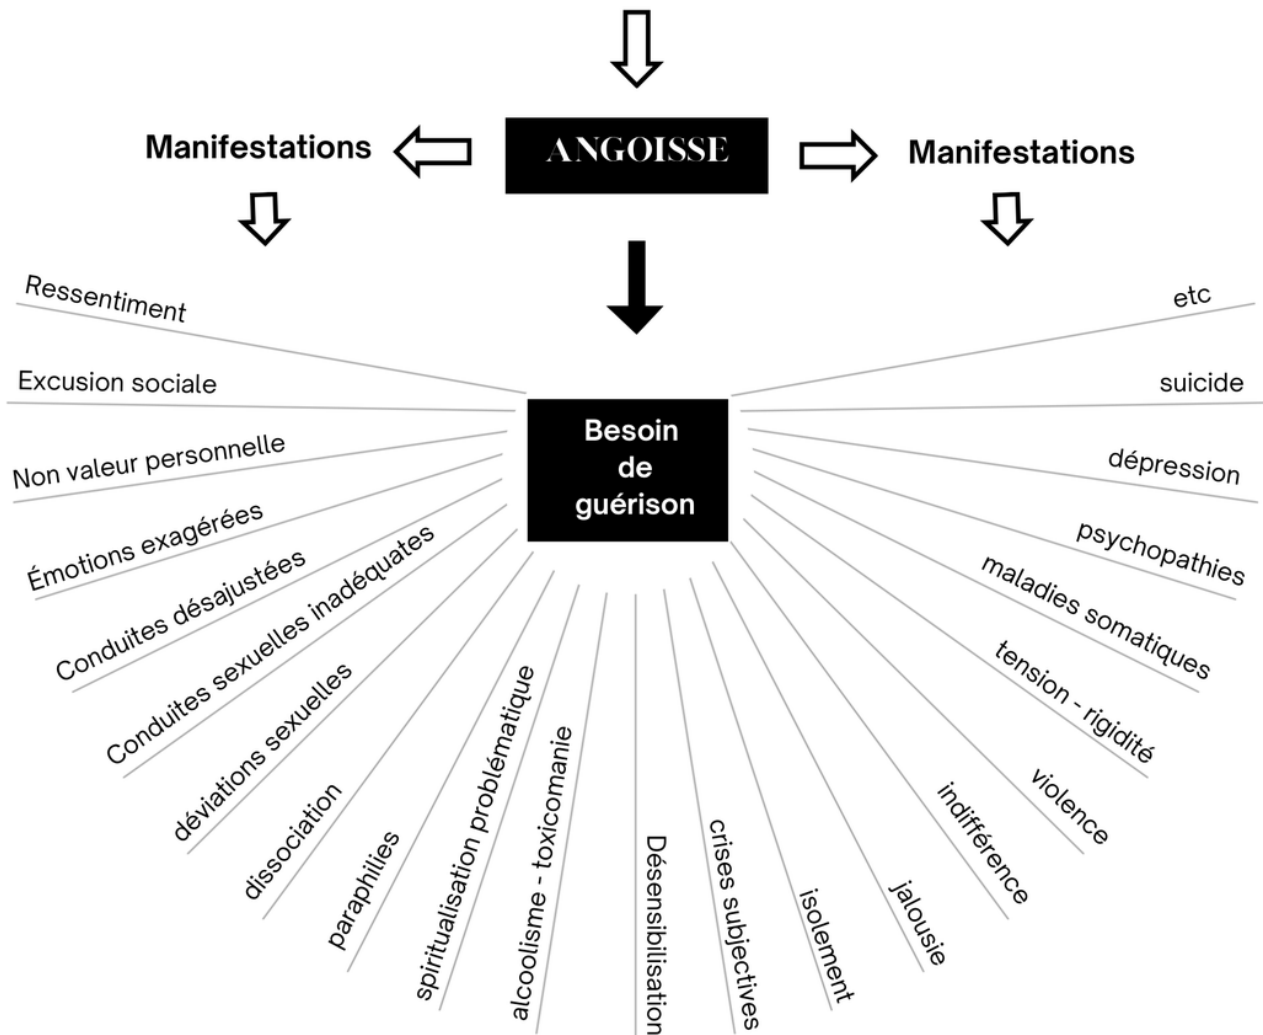 ANGOISSE
Manifestations
Manifestations
Ressentiment
Excusion sociale
Non valeur personnelle
Émotions exagérées
Conduites désajustées
Conduites sexuelles inadéquates
déviations sexuelles
dissociation
paraphilies
spiritualisation problématique
alcoolisme - toxicomanie
Désensibilisation
crises subjectives
isolement
jalousie
indifférence
violence
tension - rigidité
maladies somatiques
psychopathies
dépression
suicide
etc
Besoin
de
guérison